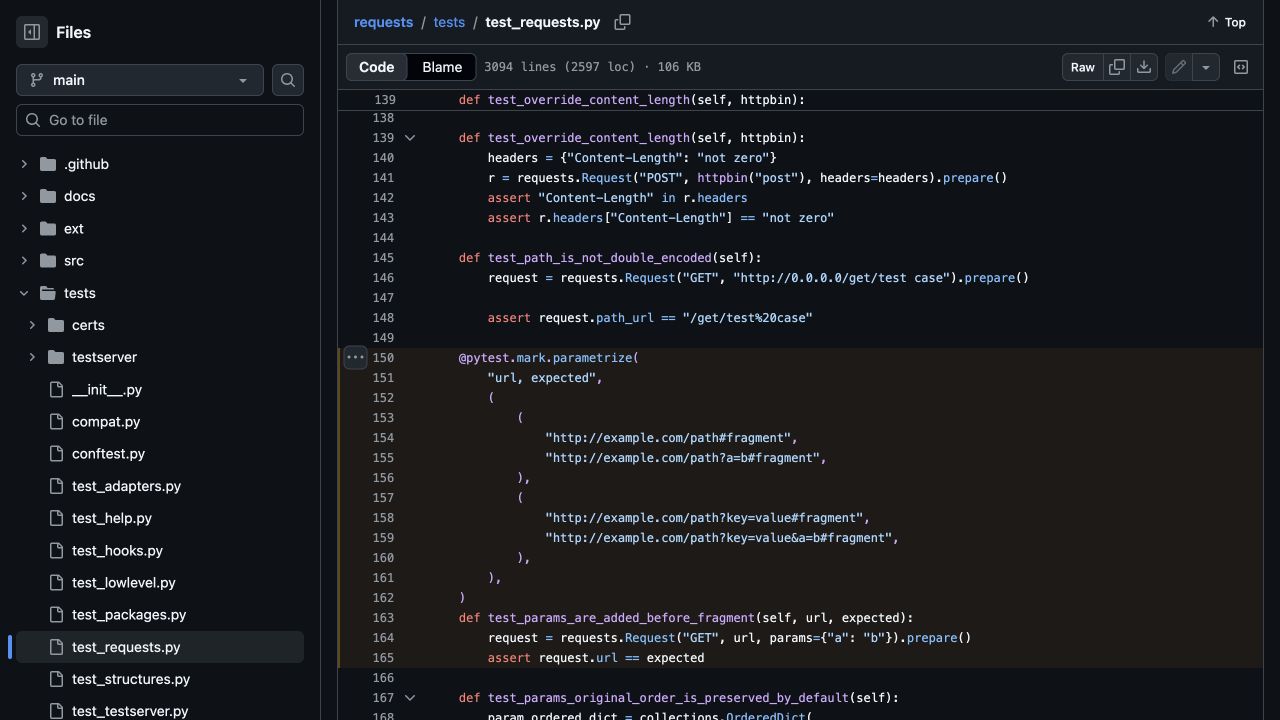 Files
main
Go to file
.github
docs
ext
src
tests
certs
testserver
__init__.py
compat.py
conftest.py
test_adapters.py
test_help.py
test_hooks.py
test_lowlevel.py
test_packages.py
test_requests.py
test_structures.py
test_testserver.py
requests / tests / test_requests.py
Top
Code Blame 3094 lines (2597 loc) · 106 KB Raw
139 def test_override_content_length(self, httpbin):
138
139 def test_override_content_length(self, httpbin):
140 headers = {"Content-Length": "not zero"}
141 r = requests.Request("POST", httpbin("post"), headers=headers).prepare()
142 assert "Content-Length" in r.headers
143 assert r.headers["Content-Length"] == "not zero"
144
145 def test_path_is_not_double_encoded(self):
146 request = requests.Request("GET", "http://0.0.0.0/get/test case").prepare()
147
148 assert request.path_url == "/get/test%20case"
149
150 @pytest.mark.parametrize(
151 "url, expected",
152 (
153 (
154 "http://example.com/path#fragment",
155 "http://example.com/path?a=b#fragment",
156 ),
157 (
158 "http://example.com/path?key=value#fragment",
159 "http://example.com/path?key=value&a=b#fragment",
160 ),
161 ),
162 )
163 def test_params_are_added_before_fragment(self, url, expected):
164 request = requests.Request("GET", url, params={"a": "b"}).prepare()
165 assert request.url == expected
166
167 def test_params_original_order_is_preserved_by_default(self):
168 param_ordered_dict = collections.OrderedDict(